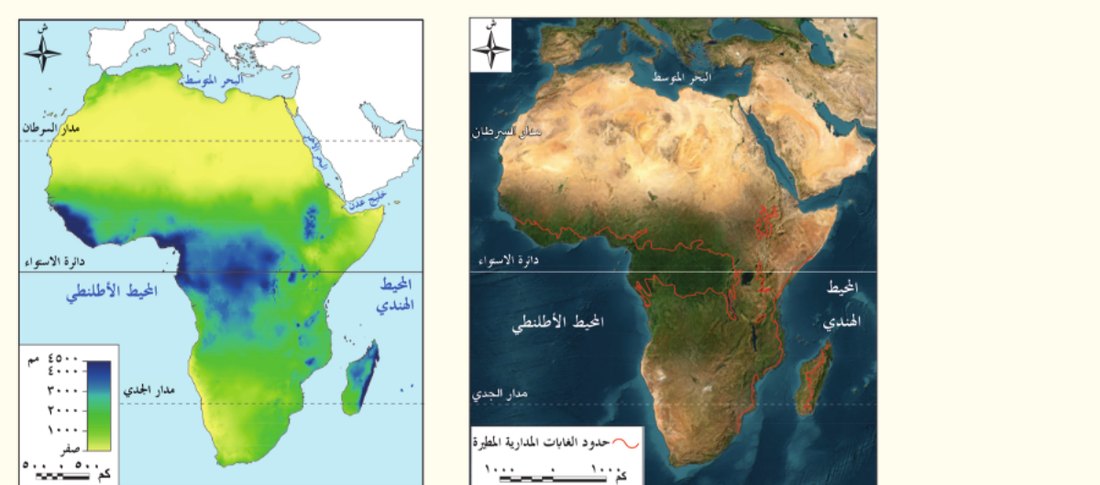 ش
البحر المتوسط
مدار السرطان
البحر الأحمر
خليج عدن
دائرة الاستواء
المحيط الأطلنطي
المحيط
الهندي
مدار الجدي
٤٥٠٠ مم
٤٠٠٠
٣٠٠٠
٢٠٠٠
١٠٠٠
صفر
٥٠٠ ٠ ٥٠٠ كم
ش
البحر المتوسط
مدار السرطان
دائرة الاستواء
المحيط
الهندي
المحيط الأطلنطي
مدار الجدي
حدود الغابات المدارية المطيرة
١٠٠٠ ٠ ١٠٠٠ كم